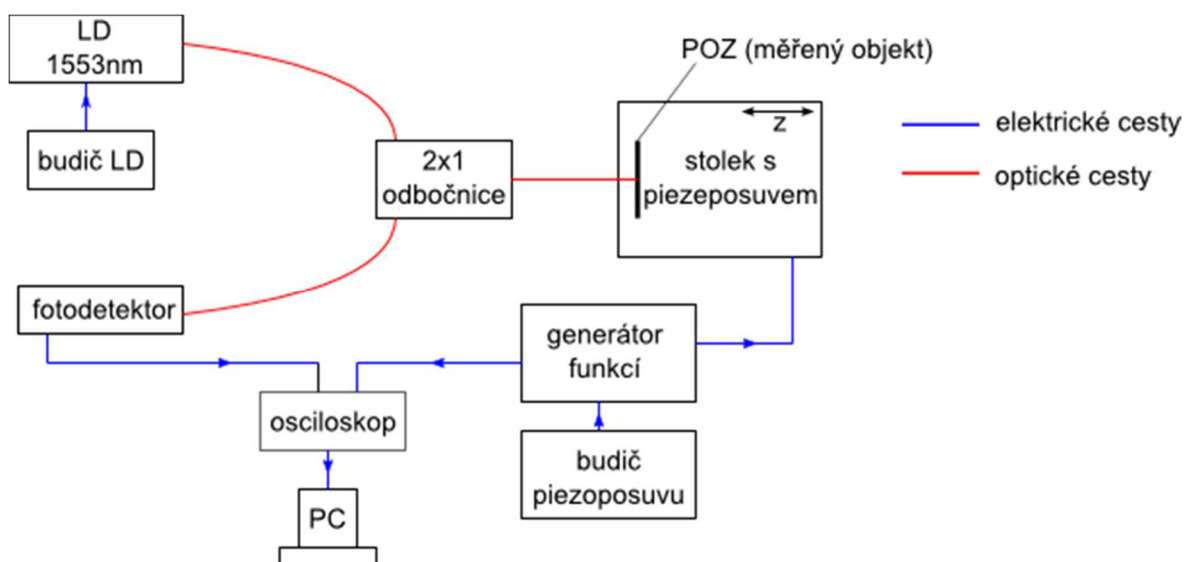 LD
1553nm
budič LD
2x1
odbočnice
POZ (měřený objekt)
z
stolek s
piezeposuvem
elektrické cesty
optické cesty
fotodetektor
generátor
funkcí
osciloskop
budič
piezoposuvu
PC